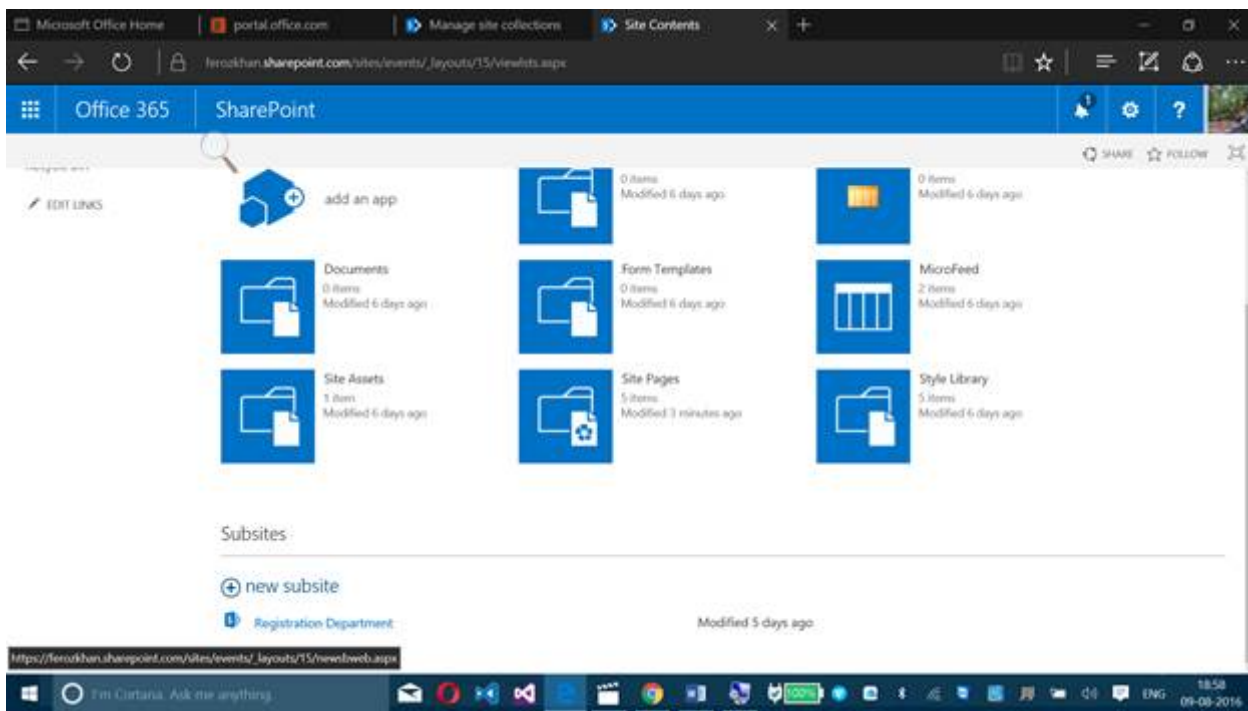 Microsoft Office Home
portal.office.com
Manage site collections
Site Contents
ferozkhan.sharepoint.com/sites/events/_layouts/15/viewlsts.aspx
Office 365
SharePoint
1
?
SHARE
FOLLOW
EDIT LINKS
add an app
0 items
Modified 6 days ago
0 items
Modified 6 days ago
Documents
0 items
Modified 6 days ago
Form Templates
0 items
Modified 6 days ago
MicroFeed
2 items
Modified 6 days ago
Site Assets
1 item
Modified 6 days ago
Site Pages
5 items
Modified 3 minutes ago
Style Library
5 items
Modified 6 days ago
Subsites
new subsite
Registration Department
Modified 5 days ago
https://ferozkhan.sharepoint.com/sites/events/_layouts/15/newsbweb.aspx
I'm Cortana. Ask me anything.
100%
ENG
18:58
09-08-2016